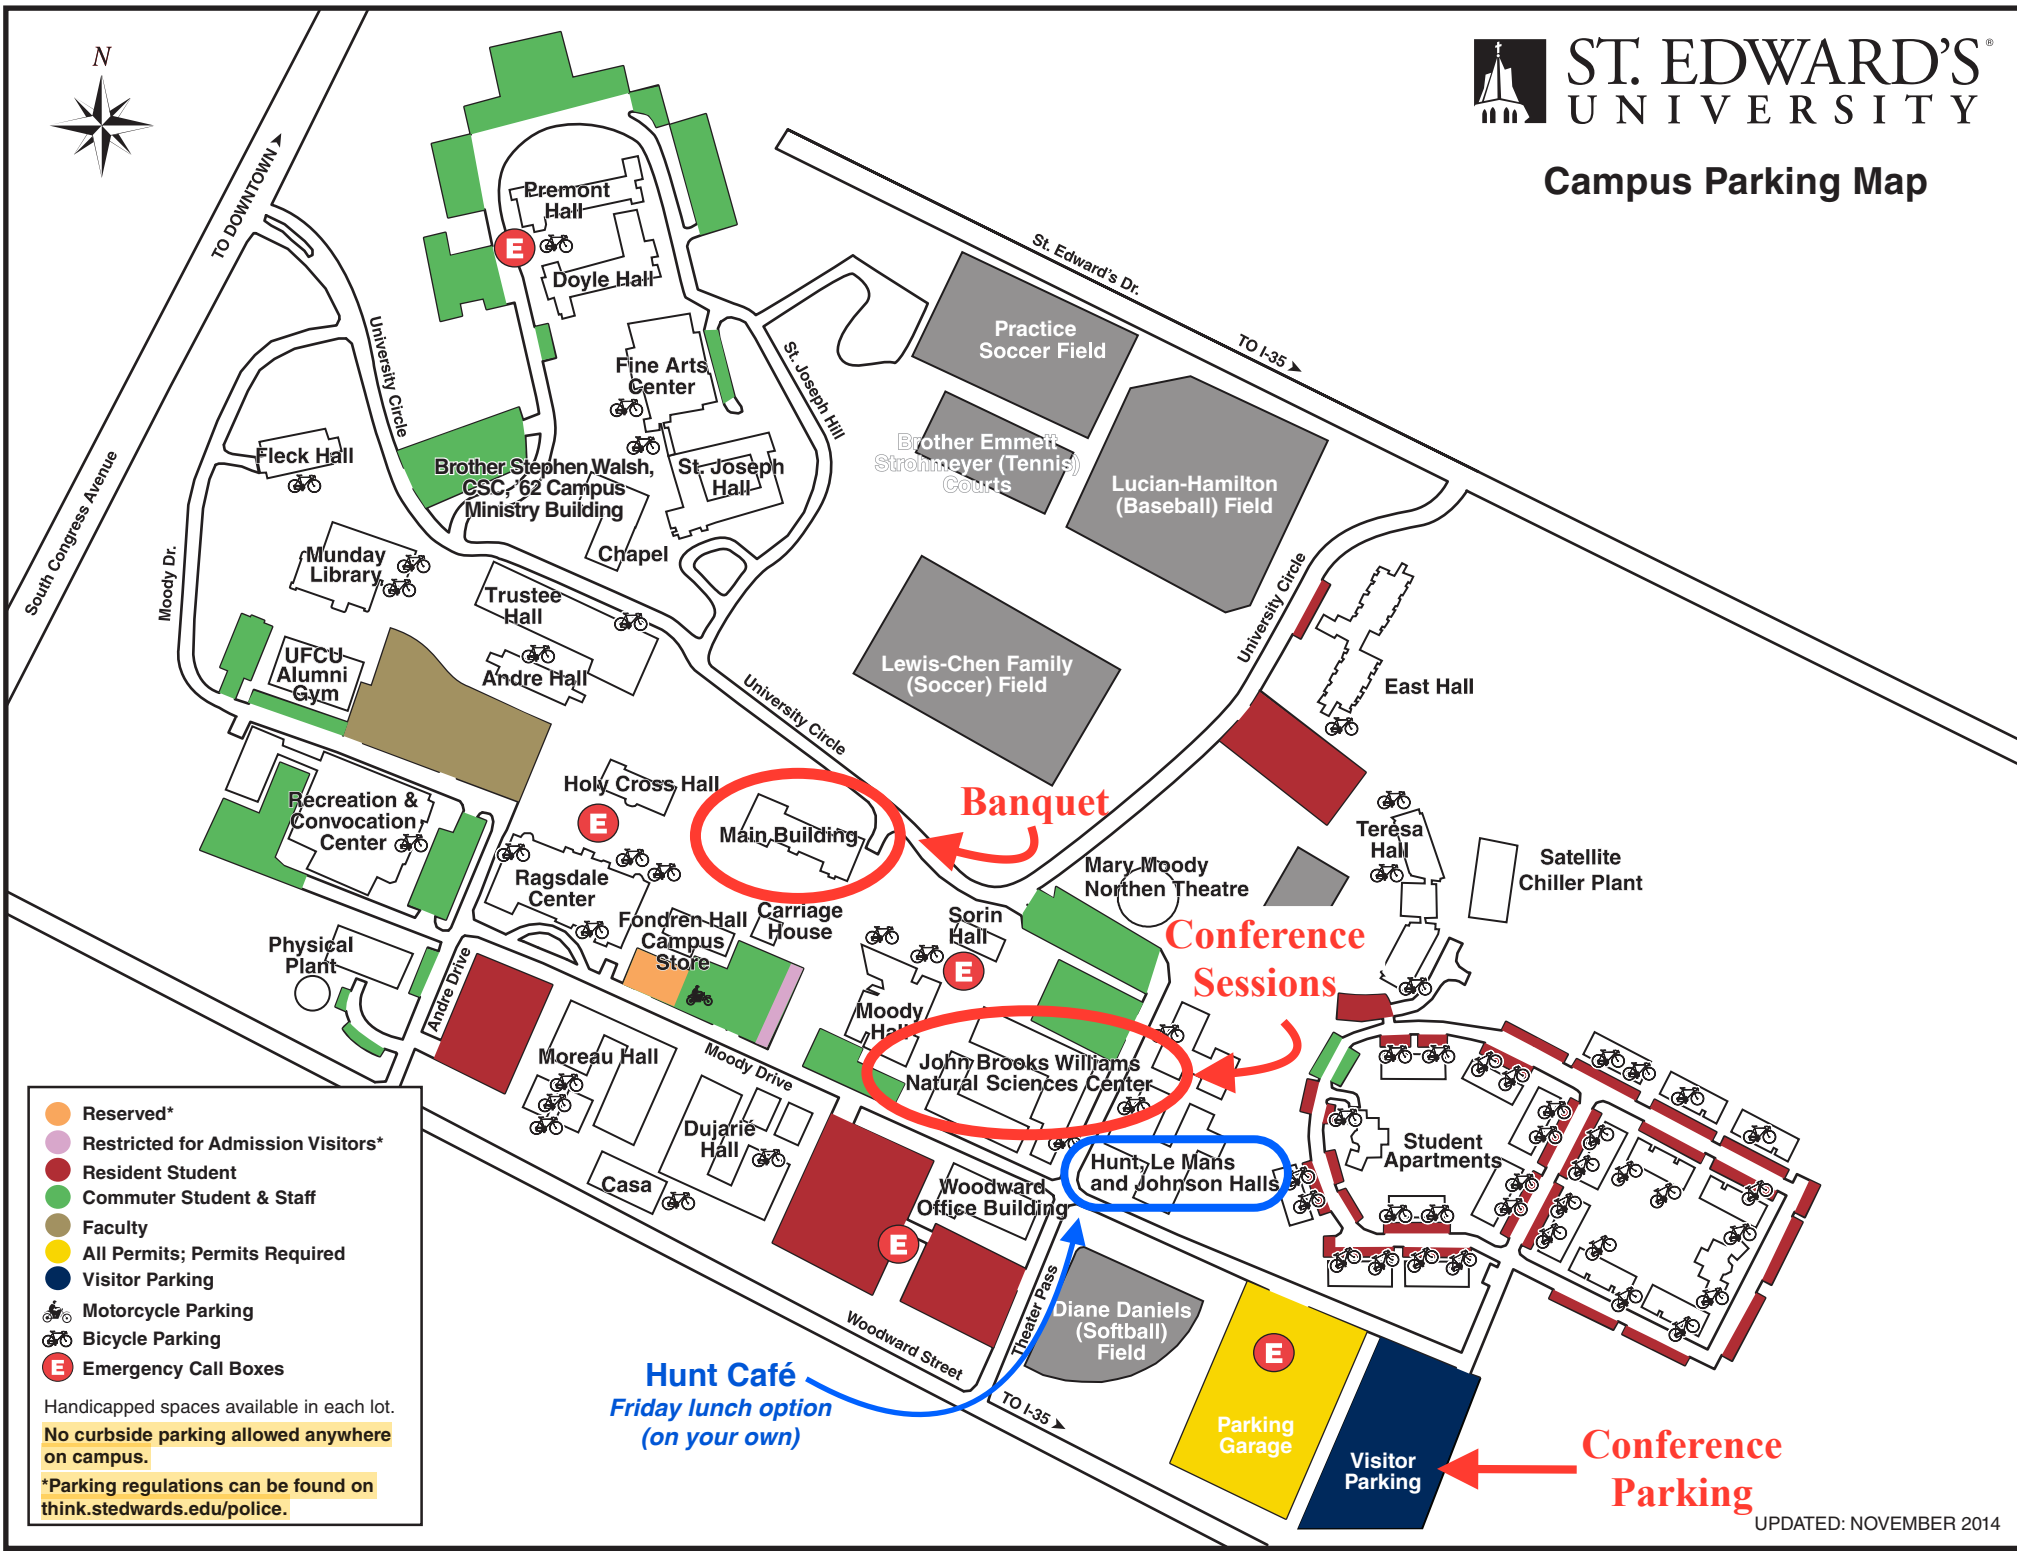 N
ST. EDWARD'S®
UNIVERSITY
Campus Parking Map
TO DOWNTOWN
South Congress Avenue
University Circle
Moody Dr.
Premont
Hall
E
Doyle Hall
Fine Arts
Center
St. Joseph Hill
St. Edward's Dr.
TO I-35
Practice
Soccer Field
Brother Emmett
Strohmeyer (Tennis)
Courts
Lucian-Hamilton
(Baseball) Field
Fleck Hall
Brother Stephen Walsh,
CSC, '62 Campus
Ministry Building
St. Joseph
Hall
Chapel
Munday
Library
Trustee
Hall
UFCU
Alumni
Gym
Andre Hall
University Circle
Lewis-Chen Family
(Soccer) Field
University Circle
East Hall
Holy Cross Hall
E
Main Building
Banquet
Recreation &
Convocation
Center
Ragsdale
Center
Fondren Hall
Campus
Store
Carriage
House
Sorin
Hall
E
Mary Moody
Northen Theatre
Teresa
Hall
Satellite
Chiller Plant
Conference
Sessions
Physical
Plant
Andre Drive
Moody
Hall
John Brooks Williams
Natural Sciences Center
Moreau Hall
Moody Drive
Dujarié
Hall
Casa
Woodward
Office Building
E
Hunt, Le Mans
and Johnson Halls
Student
Apartments
Theater Pass
Woodward Street
TO I-35
Diane Daniels
(Softball)
Field
Hunt Café
Friday lunch option
(on your own)
E
Parking
Garage
Visitor
Parking
Conference
Parking
Reserved*
Restricted for Admission Visitors*
Resident Student
Commuter Student & Staff
Faculty
All Permits; Permits Required
Visitor Parking
Motorcycle Parking
Bicycle Parking
E Emergency Call Boxes
Handicapped spaces available in each lot.
No curbside parking allowed anywhere
on campus.
*Parking regulations can be found on
think.stedwards.edu/police.
UPDATED: NOVEMBER 2014